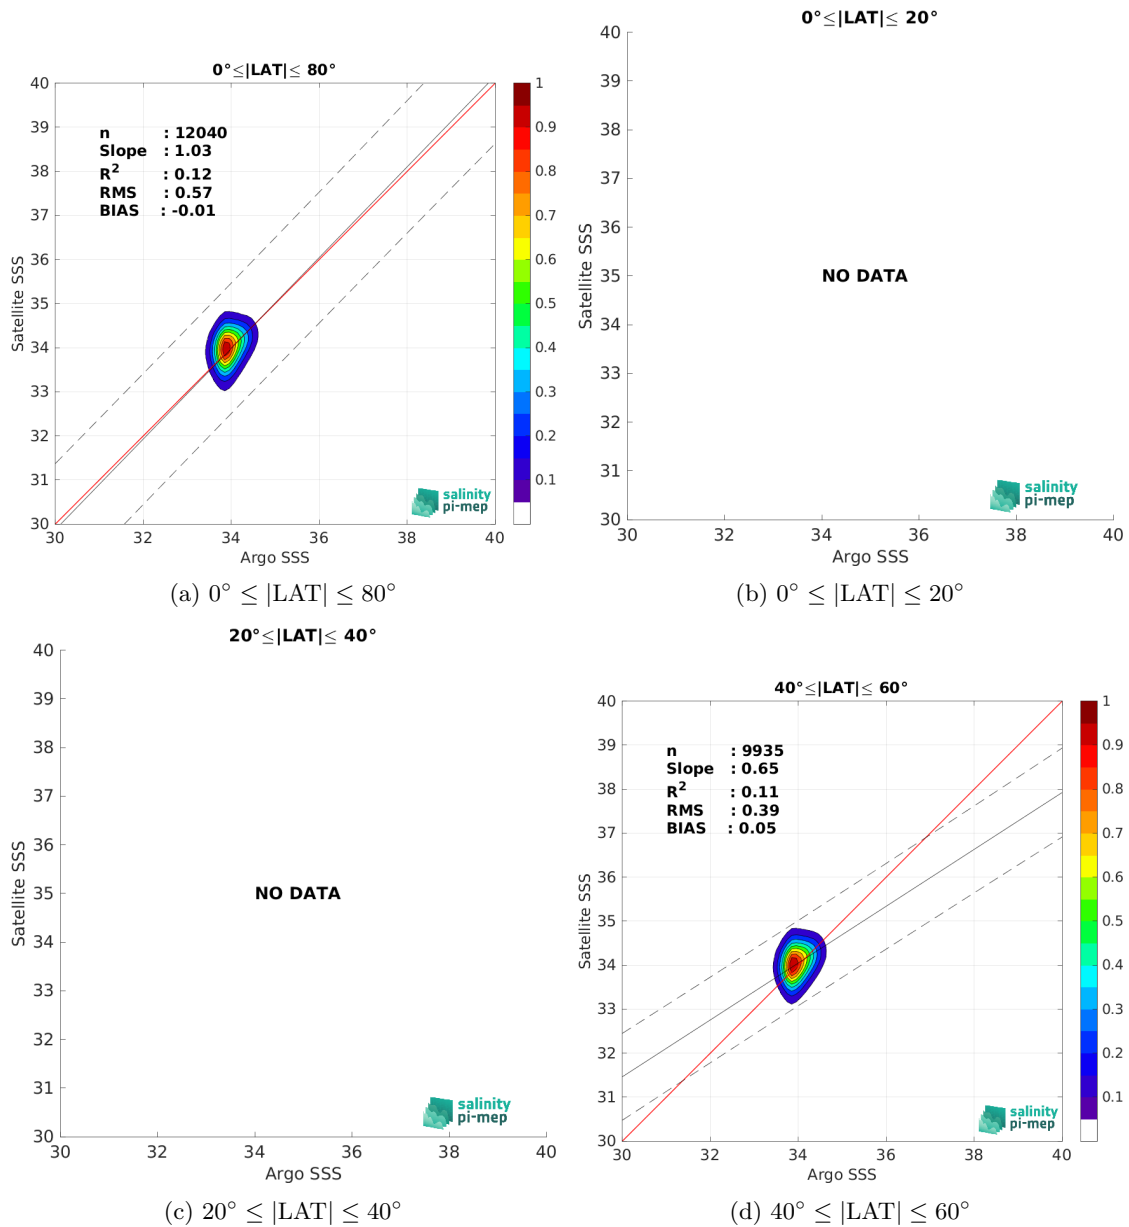 0°≤|LAT|≤ 80°
n : 12040
Slope : 1.03
R² : 0.12
RMS : 0.57
BIAS : -0.01
40
39
38
37
36
35
34
33
32
31
30
Satellite SSS
30 32 34 36 38 40
Argo SSS
1
0.9
0.8
0.7
0.6
0.5
0.4
0.3
0.2
0.1
salinity
pi-mep
(a) 0° ≤ |LAT| ≤ 80°
0°≤|LAT|≤ 20°
40
39
38
37
36
35
34
33
32
31
30
Satellite SSS
NO DATA
30 32 34 36 38 40
Argo SSS
salinity
pi-mep
(b) 0° ≤ |LAT| ≤ 20°
20°≤|LAT|≤ 40°
40
39
38
37
36
35
34
33
32
31
30
Satellite SSS
NO DATA
30 32 34 36 38 40
Argo SSS
salinity
pi-mep
(c) 20° ≤ |LAT| ≤ 40°
40°≤|LAT|≤ 60°
n : 9935
Slope : 0.65
R² : 0.11
RMS : 0.39
BIAS : 0.05
40
39
38
37
36
35
34
33
32
31
30
Satellite SSS
30 32 34 36 38 40
Argo SSS
1
0.9
0.8
0.7
0.6
0.5
0.4
0.3
0.2
0.1
salinity
pi-mep
(d) 40° ≤ |LAT| ≤ 60°